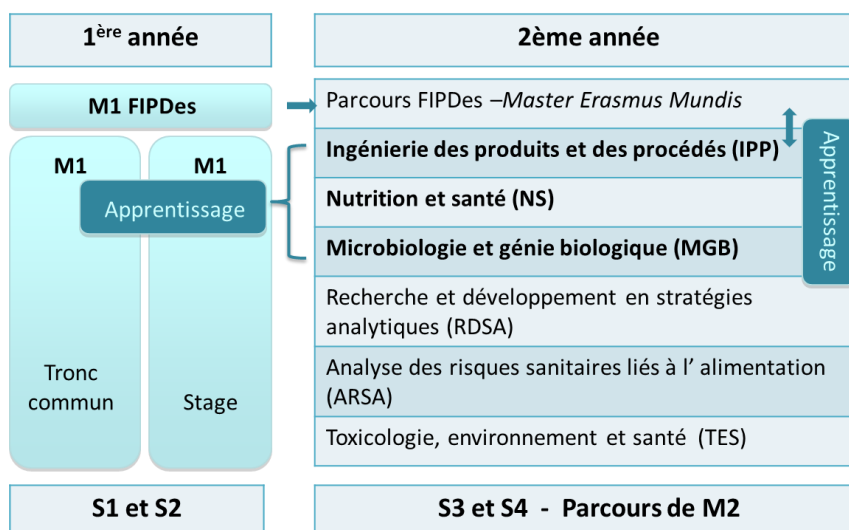 1ère année
2ème année
M1 FIPDes
Parcours FIPDes –Master Erasmus Mundis
M1
M1
Apprentissage
Tronc
commun
Stage
Ingénierie des produits et des procédés (IPP)
Nutrition et santé (NS)
Microbiologie et génie biologique (MGB)
Recherche et développement en stratégies
analytiques (RDSA)
Analyse des risques sanitaires liés à l’ alimentation
(ARSA)
Toxicologie, environnement et santé (TES)
Apprentissage
S1 et S2
S3 et S4 - Parcours de M2